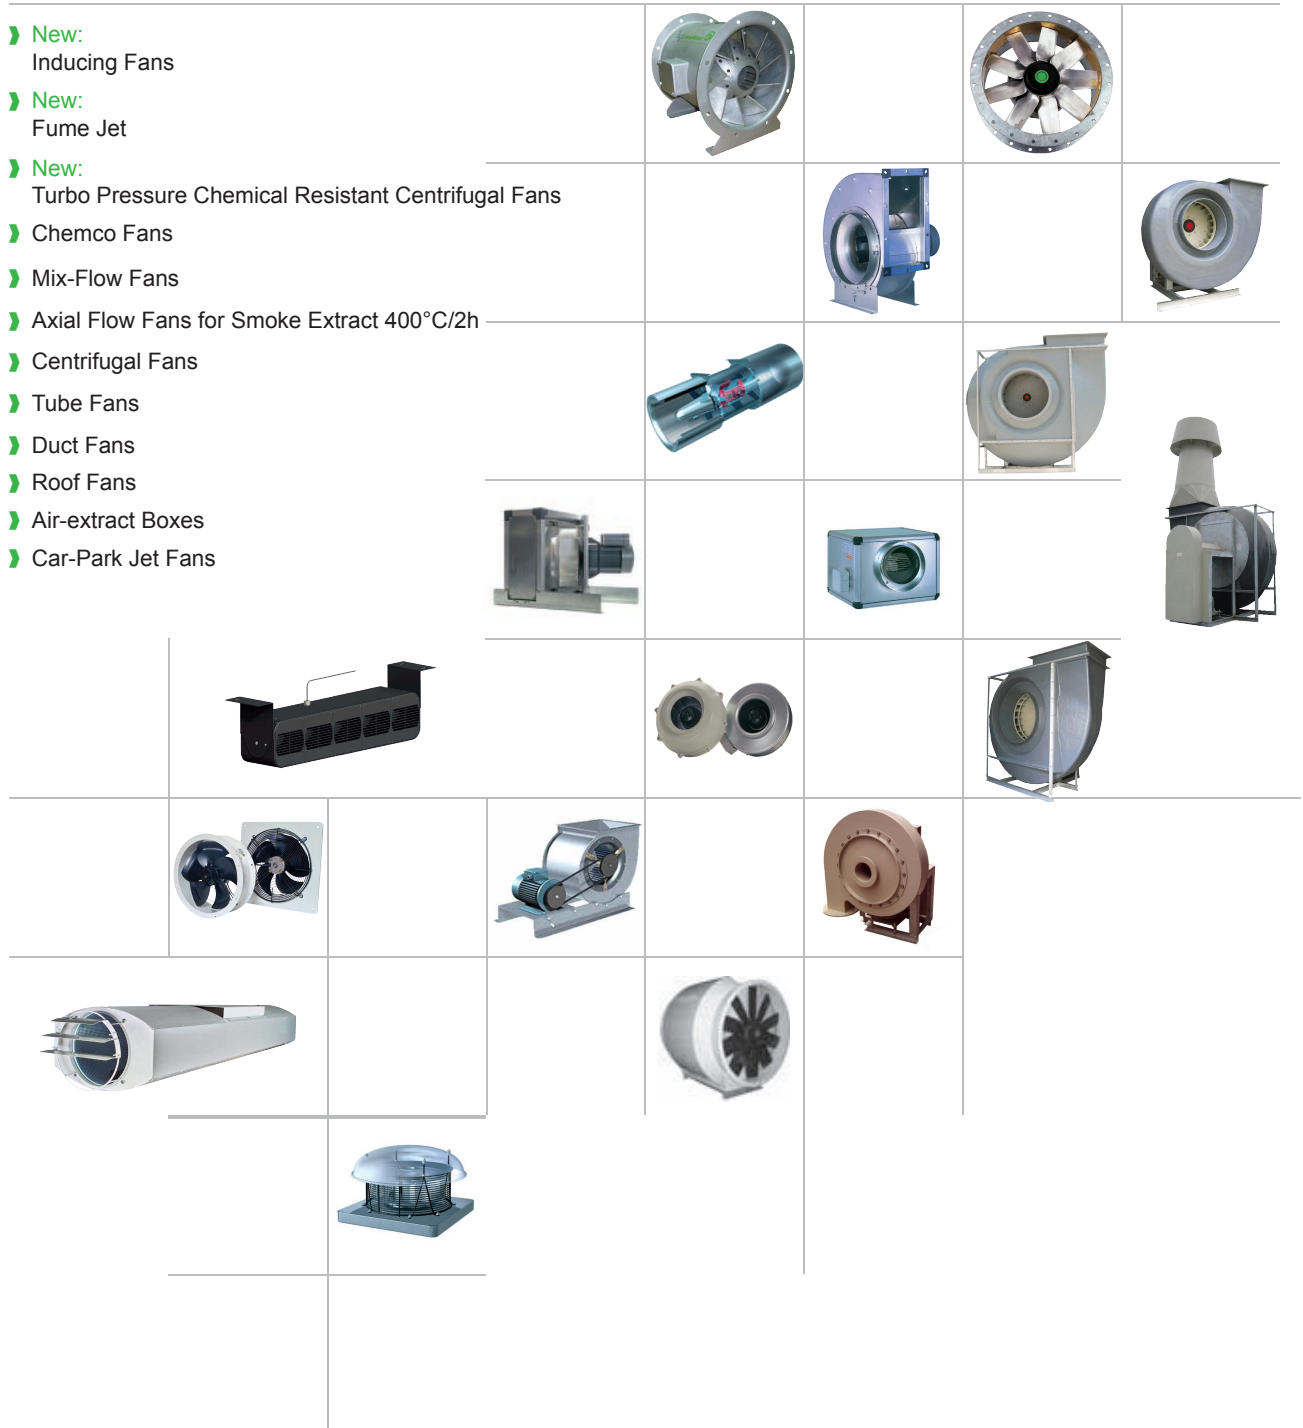 New:
Inducing Fans
New:
Fume Jet
New:
Turbo Pressure Chemical Resistant Centrifugal Fans
Chemco Fans
Mix-Flow Fans
Axial Flow Fans for Smoke Extract 400°C/2h
Centrifugal Fans
Tube Fans
Duct Fans
Roof Fans
Air-extract Boxes
Car-Park Jet Fans